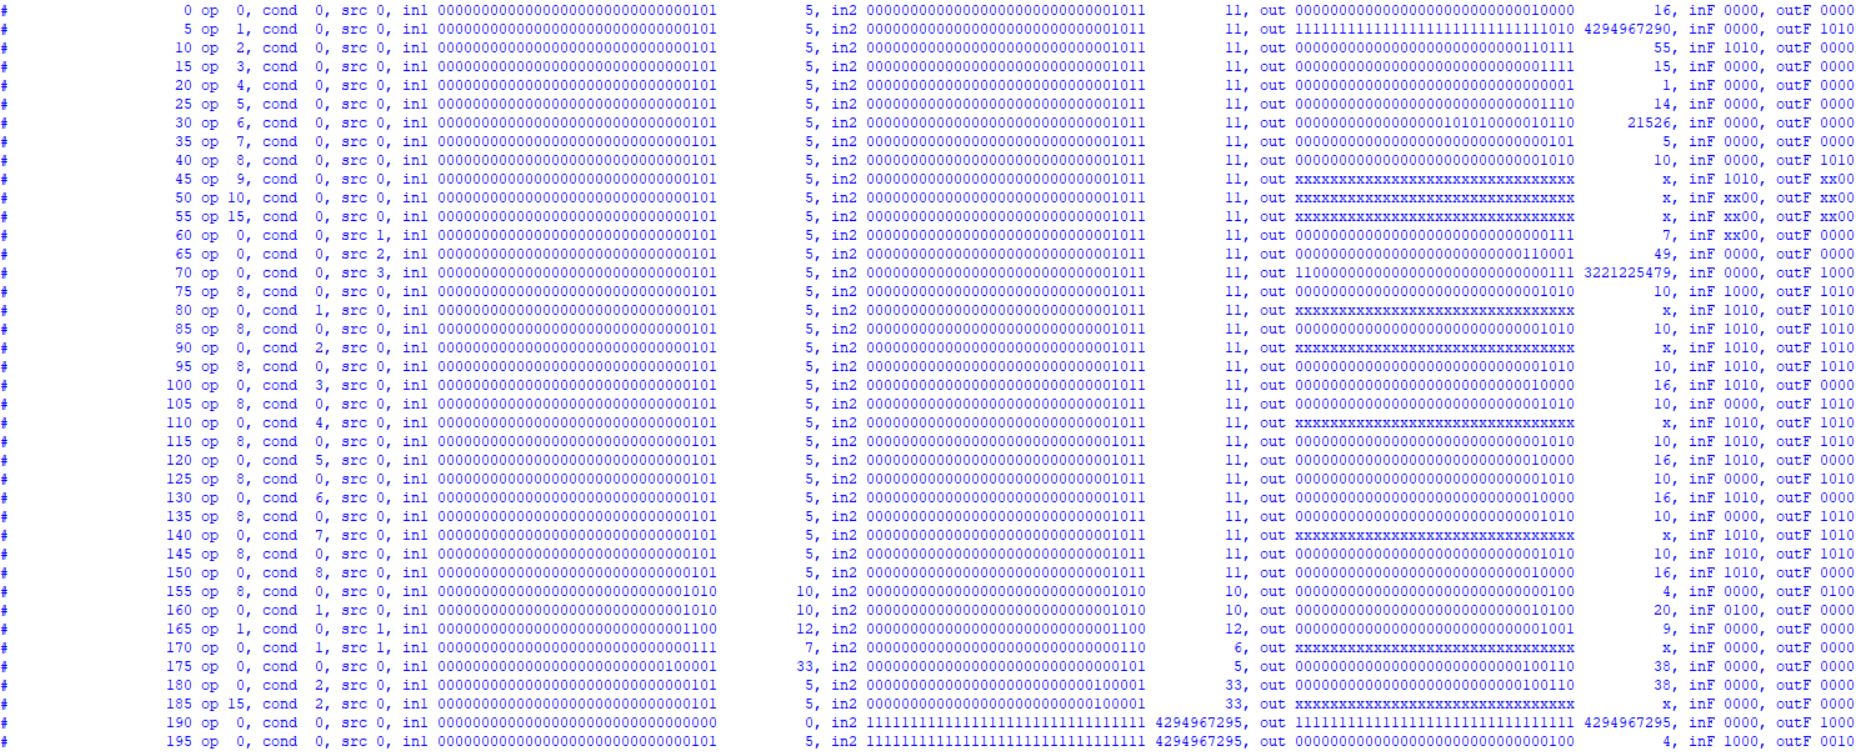 # 0 op 0, cond 0, src 0, in1 00000000000000000000000000000101 5, in2 00000000000000000000000000001011 11, out 00000000000000000000000000010000 16, inF 0000, outF 0000
# 5 op 1, cond 0, src 0, in1 00000000000000000000000000000101 5, in2 00000000000000000000000000001011 11, out 11111111111111111111111111111010 4294967290, inF 0000, outF 1010
# 10 op 2, cond 0, src 0, in1 00000000000000000000000000000101 5, in2 00000000000000000000000000001011 11, out 00000000000000000000000000110111 55, inF 1010, outF 0000
# 15 op 3, cond 0, src 0, in1 00000000000000000000000000000101 5, in2 00000000000000000000000000001011 11, out 00000000000000000000000000001111 15, inF 0000, outF 0000
# 20 op 4, cond 0, src 0, in1 00000000000000000000000000000101 5, in2 00000000000000000000000000001011 11, out 00000000000000000000000000000001 1, inF 0000, outF 0000
# 25 op 5, cond 0, src 0, in1 00000000000000000000000000000101 5, in2 00000000000000000000000000001011 11, out 00000000000000000000000000001110 14, inF 0000, outF 0000
# 30 op 6, cond 0, src 0, in1 00000000000000000000000000000101 5, in2 00000000000000000000000000001011 11, out 00000000000000000101010000010110 21526, inF 0000, outF 0000
# 35 op 7, cond 0, src 0, in1 00000000000000000000000000000101 5, in2 00000000000000000000000000001011 11, out 00000000000000000000000000000101 5, inF 0000, outF 0000
# 40 op 8, cond 0, src 0, in1 00000000000000000000000000000101 5, in2 00000000000000000000000000001011 11, out 00000000000000000000000000001010 10, inF 0000, outF 1010
# 45 op 9, cond 0, src 0, in1 00000000000000000000000000000101 5, in2 00000000000000000000000000001011 11, out xxxxxxxxxxxxxxxxxxxxxxxxxxxxxxxx x, inF 1010, outF xx00
# 50 op 10, cond 0, src 0, in1 00000000000000000000000000000101 5, in2 00000000000000000000000000001011 11, out xxxxxxxxxxxxxxxxxxxxxxxxxxxxxxxx x, inF xx00, outF xx00
# 55 op 15, cond 0, src 0, in1 00000000000000000000000000000101 5, in2 00000000000000000000000000001011 11, out xxxxxxxxxxxxxxxxxxxxxxxxxxxxxxxx x, inF xx00, outF xx00
# 60 op 0, cond 0, src 1, in1 00000000000000000000000000000101 5, in2 00000000000000000000000000001011 11, out 00000000000000000000000000000111 7, inF xx00, outF 0000
# 65 op 0, cond 0, src 2, in1 00000000000000000000000000000101 5, in2 00000000000000000000000000001011 11, out 00000000000000000000000000110001 49, inF 0000, outF 0000
# 70 op 0, cond 0, src 3, in1 00000000000000000000000000000101 5, in2 00000000000000000000000000001011 11, out 11000000000000000000000000000111 3221225479, inF 0000, outF 1000
# 75 op 8, cond 0, src 0, in1 00000000000000000000000000000101 5, in2 00000000000000000000000000001011 11, out 00000000000000000000000000001010 10, inF 1000, outF 1010
# 80 op 0, cond 1, src 0, in1 00000000000000000000000000000101 5, in2 00000000000000000000000000001011 11, out xxxxxxxxxxxxxxxxxxxxxxxxxxxxxxxx x, inF 1010, outF 1010
# 85 op 8, cond 0, src 0, in1 00000000000000000000000000000101 5, in2 00000000000000000000000000001011 11, out 00000000000000000000000000001010 10, inF 1010, outF 1010
# 90 op 0, cond 2, src 0, in1 00000000000000000000000000000101 5, in2 00000000000000000000000000001011 11, out xxxxxxxxxxxxxxxxxxxxxxxxxxxxxxxx x, inF 1010, outF 1010
# 95 op 8, cond 0, src 0, in1 00000000000000000000000000000101 5, in2 00000000000000000000000000001011 11, out 00000000000000000000000000001010 10, inF 1010, outF 1010
# 100 op 0, cond 3, src 0, in1 00000000000000000000000000000101 5, in2 00000000000000000000000000001011 11, out 00000000000000000000000000010000 16, inF 1010, outF 0000
# 105 op 8, cond 0, src 0, in1 00000000000000000000000000000101 5, in2 00000000000000000000000000001011 11, out 00000000000000000000000000001010 10, inF 0000, outF 1010
# 110 op 0, cond 4, src 0, in1 00000000000000000000000000000101 5, in2 00000000000000000000000000001011 11, out xxxxxxxxxxxxxxxxxxxxxxxxxxxxxxxx x, inF 1010, outF 1010
# 115 op 8, cond 0, src 0, in1 00000000000000000000000000000101 5, in2 00000000000000000000000000001011 11, out 00000000000000000000000000001010 10, inF 1010, outF 1010
# 120 op 0, cond 5, src 0, in1 00000000000000000000000000000101 5, in2 00000000000000000000000000001011 11, out 00000000000000000000000000010000 16, inF 1010, outF 0000
# 125 op 8, cond 0, src 0, in1 00000000000000000000000000000101 5, in2 00000000000000000000000000001011 11, out 00000000000000000000000000001010 10, inF 0000, outF 1010
# 130 op 0, cond 6, src 0, in1 00000000000000000000000000000101 5, in2 00000000000000000000000000001011 11, out 00000000000000000000000000010000 16, inF 1010, outF 0000
# 135 op 8, cond 0, src 0, in1 00000000000000000000000000000101 5, in2 00000000000000000000000000001011 11, out 00000000000000000000000000001010 10, inF 0000, outF 1010
# 140 op 0, cond 7, src 0, in1 00000000000000000000000000000101 5, in2 00000000000000000000000000001011 11, out xxxxxxxxxxxxxxxxxxxxxxxxxxxxxxxx x, inF 1010, outF 1010
# 145 op 8, cond 0, src 0, in1 00000000000000000000000000000101 5, in2 00000000000000000000000000001011 11, out 00000000000000000000000000001010 10, inF 1010, outF 1010
# 150 op 0, cond 8, src 0, in1 00000000000000000000000000000101 5, in2 00000000000000000000000000001011 11, out 00000000000000000000000000010000 16, inF 1010, outF 0000
# 155 op 8, cond 0, src 0, in1 00000000000000000000000000001010 10, in2 00000000000000000000000000001010 10, out 00000000000000000000000000000100 4, inF 0000, outF 0100
# 160 op 0, cond 1, src 0, in1 00000000000000000000000000001010 10, in2 00000000000000000000000000001010 10, out 00000000000000000000000000010100 20, inF 0100, outF 0000
# 165 op 1, cond 0, src 1, in1 00000000000000000000000000001100 12, in2 00000000000000000000000000001100 12, out 00000000000000000000000000001001 9, inF 0000, outF 0000
# 170 op 0, cond 1, src 1, in1 00000000000000000000000000000111 7, in2 00000000000000000000000000000110 6, out xxxxxxxxxxxxxxxxxxxxxxxxxxxxxxxx x, inF 0000, outF 0000
# 175 op 0, cond 0, src 0, in1 00000000000000000000000000100001 33, in2 00000000000000000000000000000101 5, out 00000000000000000000000000100110 38, inF 0000, outF 0000
# 180 op 0, cond 2, src 0, in1 00000000000000000000000000000101 5, in2 00000000000000000000000000100001 33, out 00000000000000000000000000100110 38, inF 0000, outF 0000
# 185 op 15, cond 2, src 0, in1 00000000000000000000000000000101 5, in2 00000000000000000000000000100001 33, out xxxxxxxxxxxxxxxxxxxxxxxxxxxxxxxx x, inF 0000, outF 0000
# 190 op 0, cond 0, src 0, in1 00000000000000000000000000000000 0, in2 11111111111111111111111111111111 4294967295, out 11111111111111111111111111111111 4294967295, inF 0000, outF 1000
# 195 op 0, cond 0, src 0, in1 00000000000000000000000000000101 5, in2 11111111111111111111111111111111 4294967295, out 00000000000000000000000000000100 4, inF 1000, outF 0010